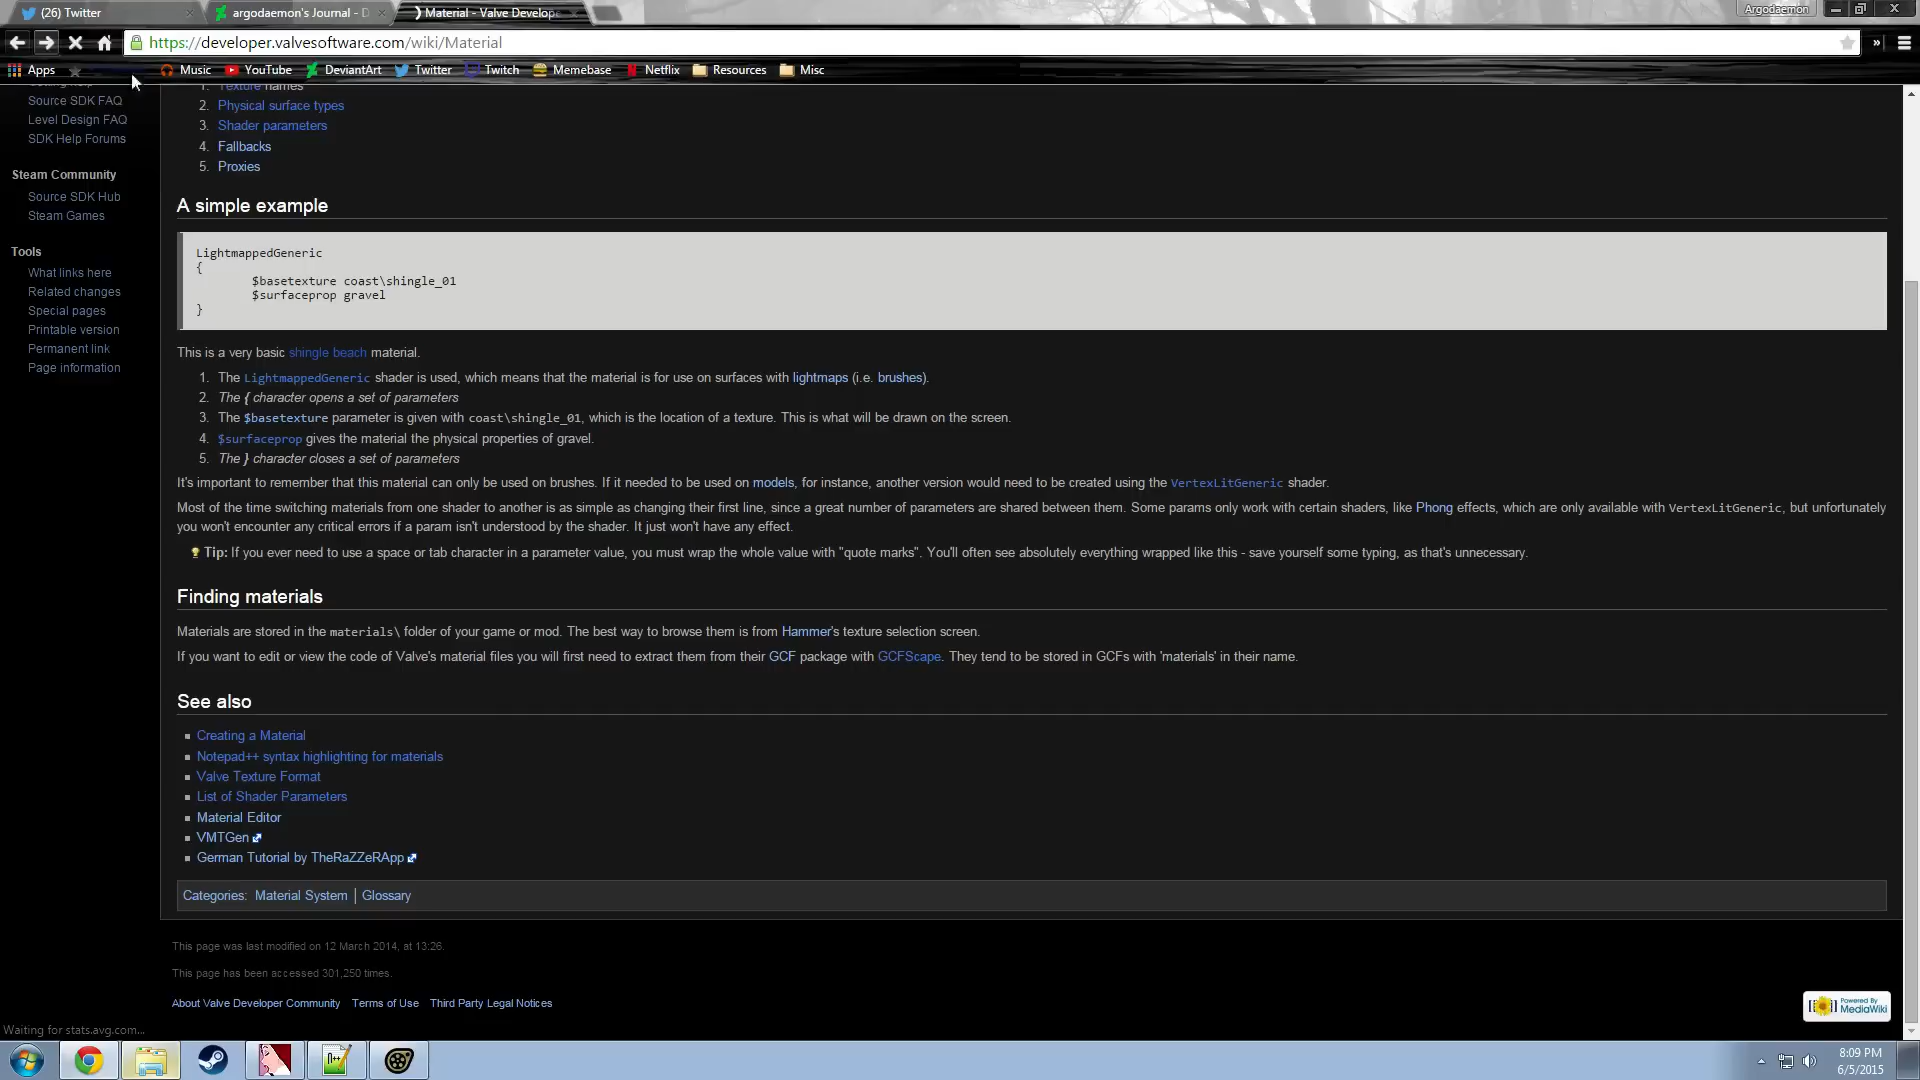 (26) Twitter
argodaemon's Journal - D
Material - Valve Develope
Argodaemon
https://developer.valvesoftware.com/wiki/Material
»
Apps
Music
YouTube
DeviantArt
Twitter
Twitch
Memebase
Netflix
Resources
Misc
Source SDK FAQ
Level Design FAQ
SDK Help Forums
Steam Community
Source SDK Hub
Steam Games
Tools
What links here
Related changes
Special pages
Printable version
Permanent link
Page information
1. Texture names
2. Physical surface types
3. Shader parameters
4. Fallbacks
5. Proxies
A simple example
LightmappedGeneric
{
$basetexture coast\shingle_01
$surfaceprop gravel
}
This is a very basic shingle beach material.
1. The LightmappedGeneric shader is used, which means that the material is for use on surfaces with lightmaps (i.e. brushes).
2. The { character opens a set of parameters
3. The $basetexture parameter is given with coast\shingle_01, which is the location of a texture. This is what will be drawn on the screen.
4. $surfaceprop gives the material the physical properties of gravel.
5. The } character closes a set of parameters
It's important to remember that this material can only be used on brushes. If it needed to be used on models, for instance, another version would need to be created using the VertexLitGeneric shader.
Most of the time switching materials from one shader to another is as simple as changing their first line, since a great number of parameters are shared between them. Some params only work with certain shaders, like Phong effects, which are only available with VertexLitGeneric, but unfortunately
you won't encounter any critical errors if a param isn't understood by the shader. It just won't have any effect.
Tip: If you ever need to use a space or tab character in a parameter value, you must wrap the whole value with "quote marks". You'll often see absolutely everything wrapped like this - save yourself some typing, as that's unnecessary.
Finding materials
Materials are stored in the materials\ folder of your game or mod. The best way to browse them is from Hammer's texture selection screen.
If you want to edit or view the code of Valve's material files you will first need to extract them from their GCF package with GCFScape. They tend to be stored in GCFs with 'materials' in their name.
See also
Creating a Material
Notepad++ syntax highlighting for materials
Valve Texture Format
List of Shader Parameters
Material Editor
VMTGen
German Tutorial by TheRaZZeRApp
Categories: Material System | Glossary
This page was last modified on 12 March 2014, at 13:26.
This page has been accessed 301,250 times.
About Valve Developer Community
Terms of Use
Third Party Legal Notices
Powered By
MediaWiki
Waiting for stats.avg.com...
8:09 PM
6/5/2015